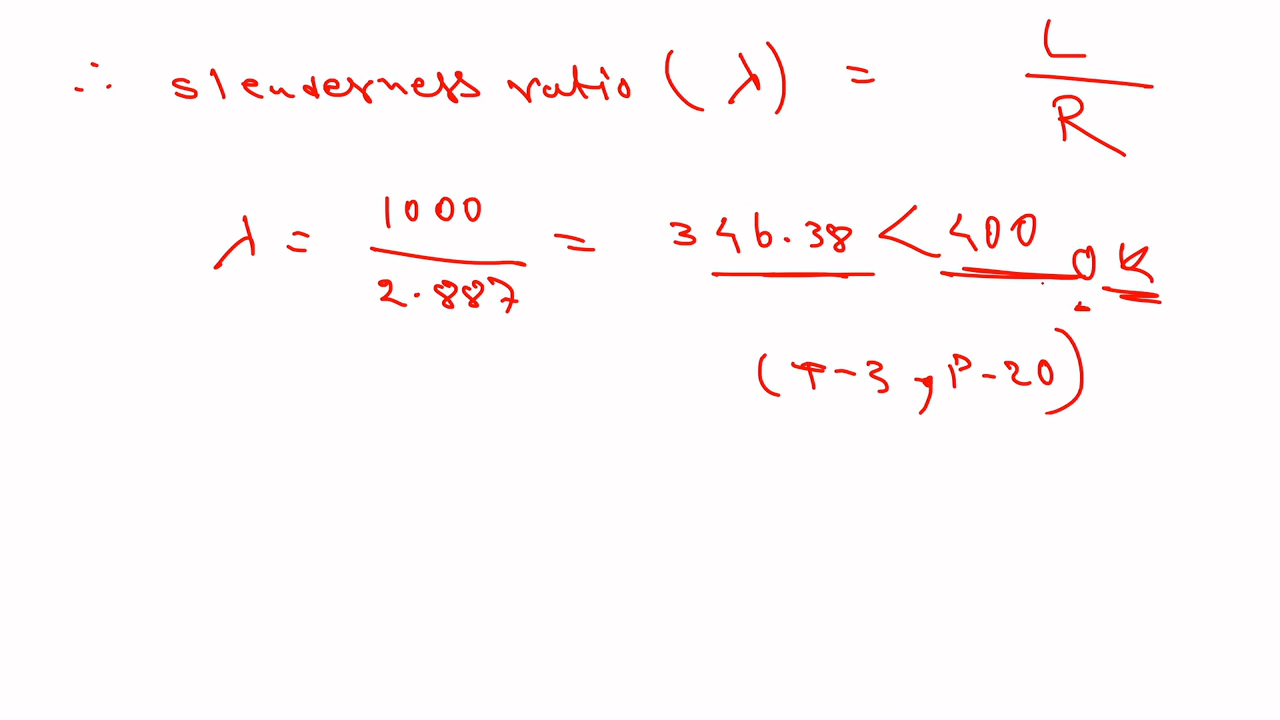 ∴ slenderness ratio (λ) = L/R
λ = 1000/2.887 = 346.38 < 400 OK
(T-3, P-20)